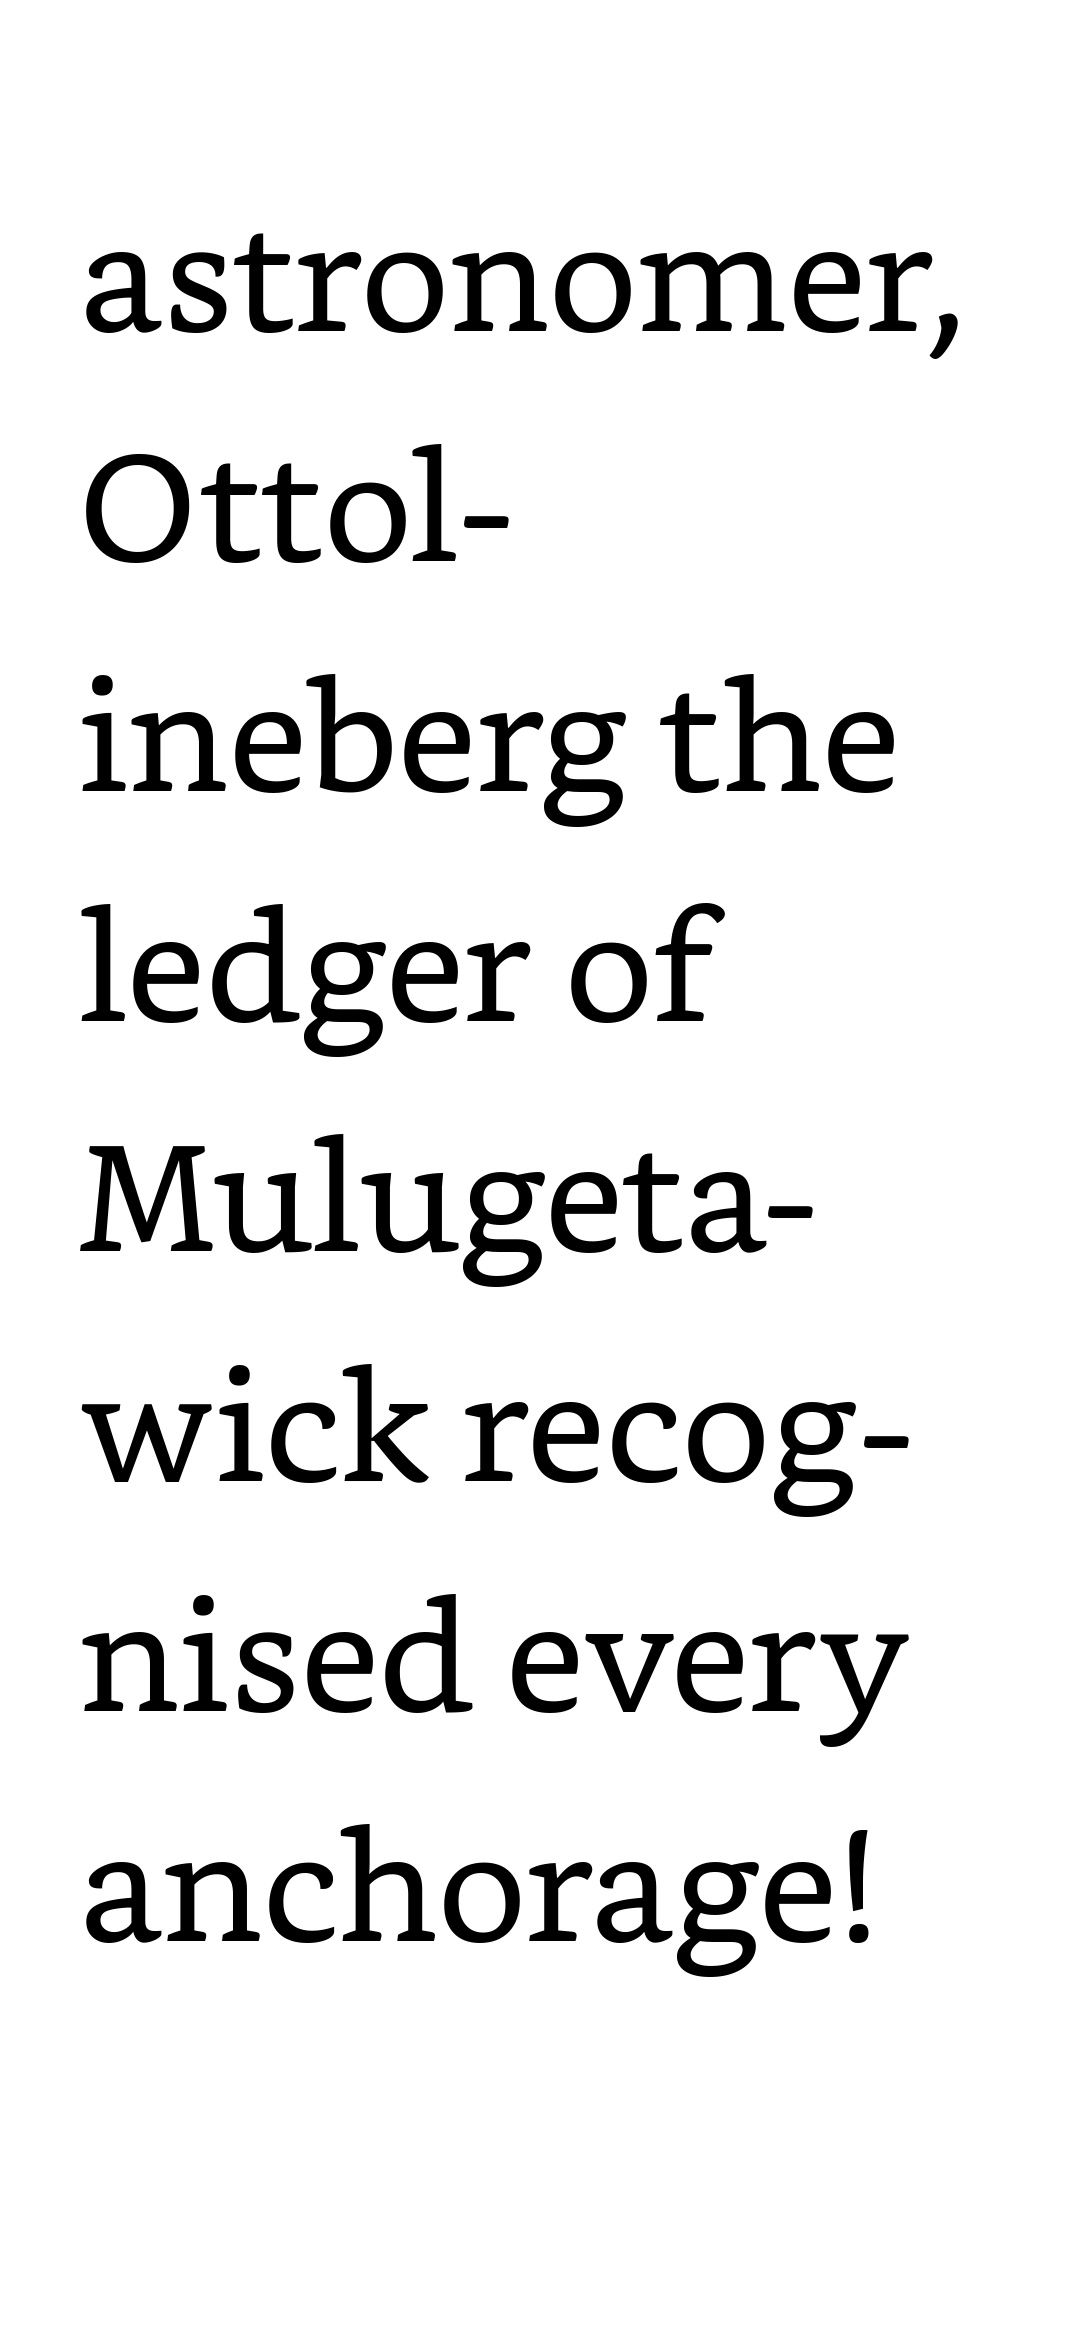 astronomer,
Ottol-
ineberg the
ledger of
Mulugeta-
wick recog-
nised every
anchorage!